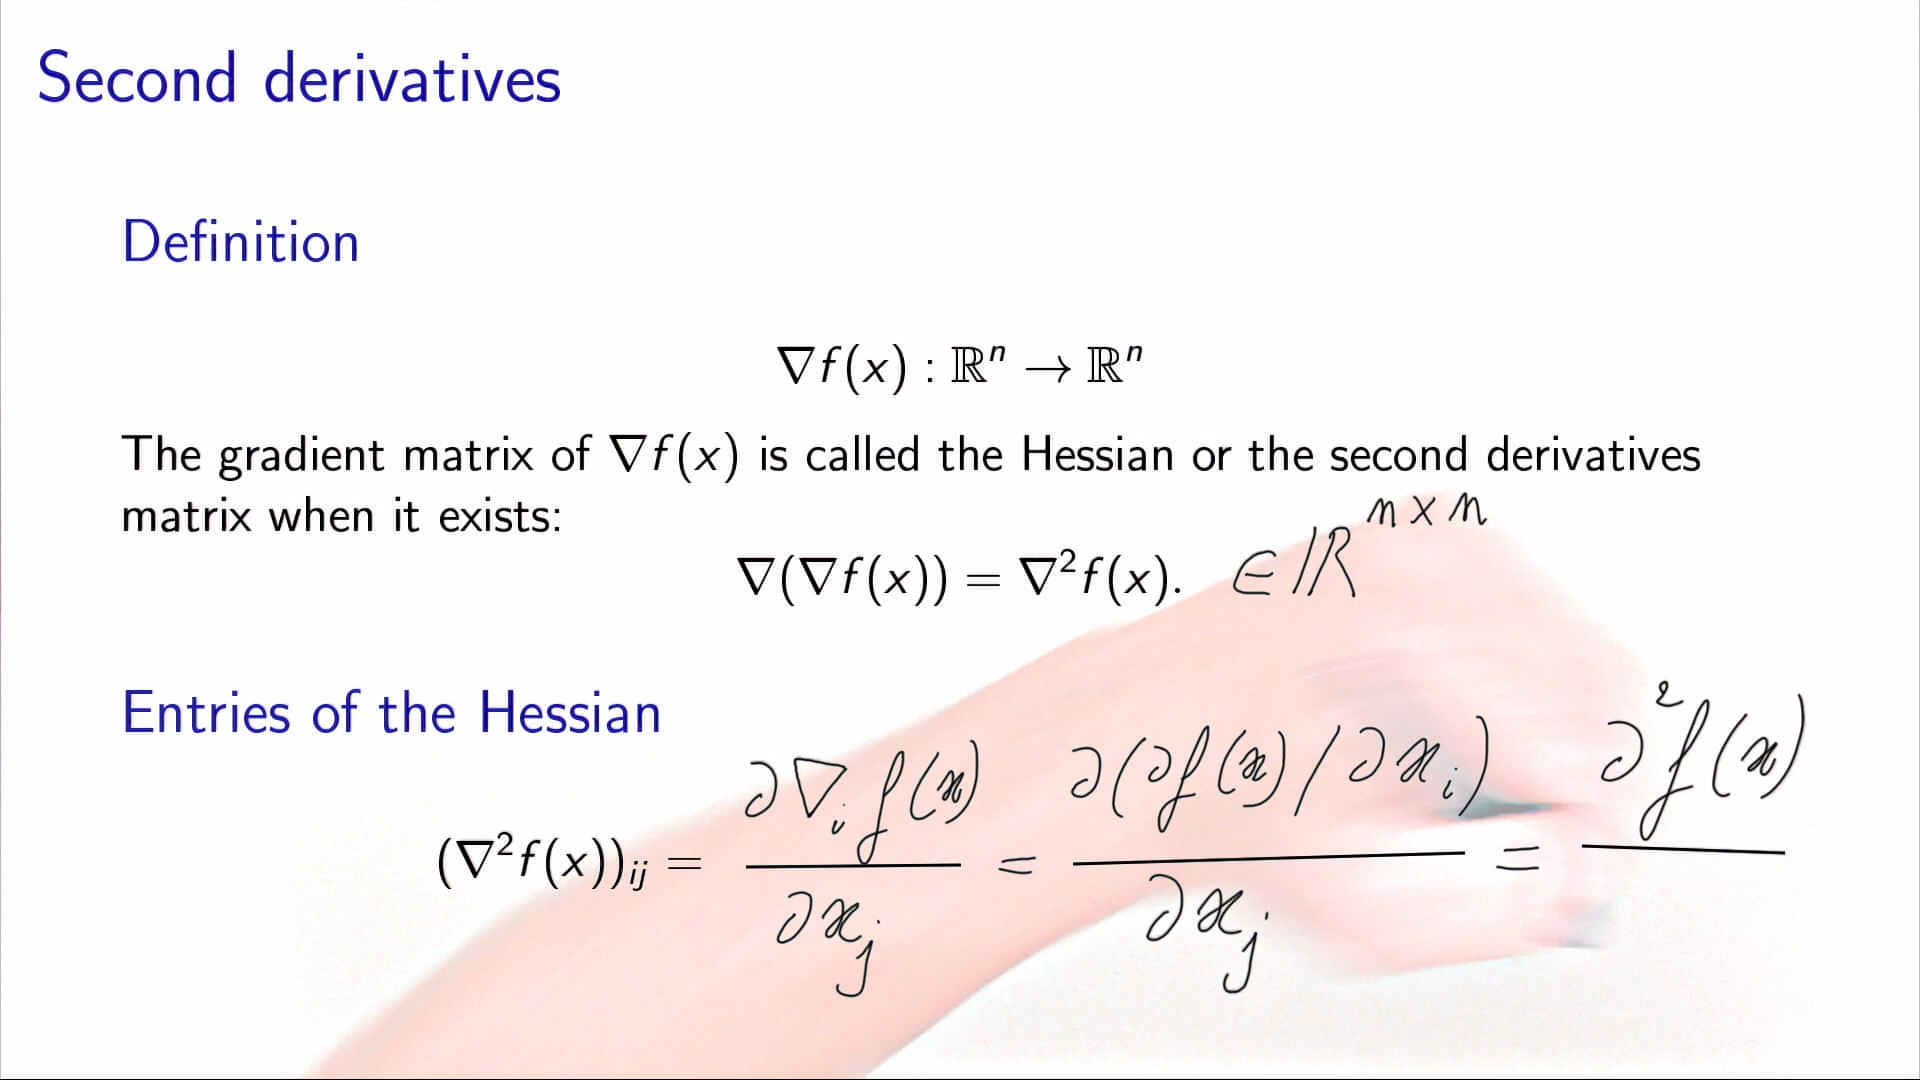 Second derivatives
Definition
∇f(x) : ℝⁿ → ℝⁿ
The gradient matrix of ∇f(x) is called the Hessian or the second derivatives
matrix when it exists:
∇(∇f(x)) = ∇²f(x). ∈ ℝⁿˣⁿ
Entries of the Hessian
(∇²f(x))ᵢⱼ = ∂∇ᵢf(x) / ∂xⱼ = ∂(∂f(x)/∂xᵢ) / ∂xⱼ = ∂²f(x)